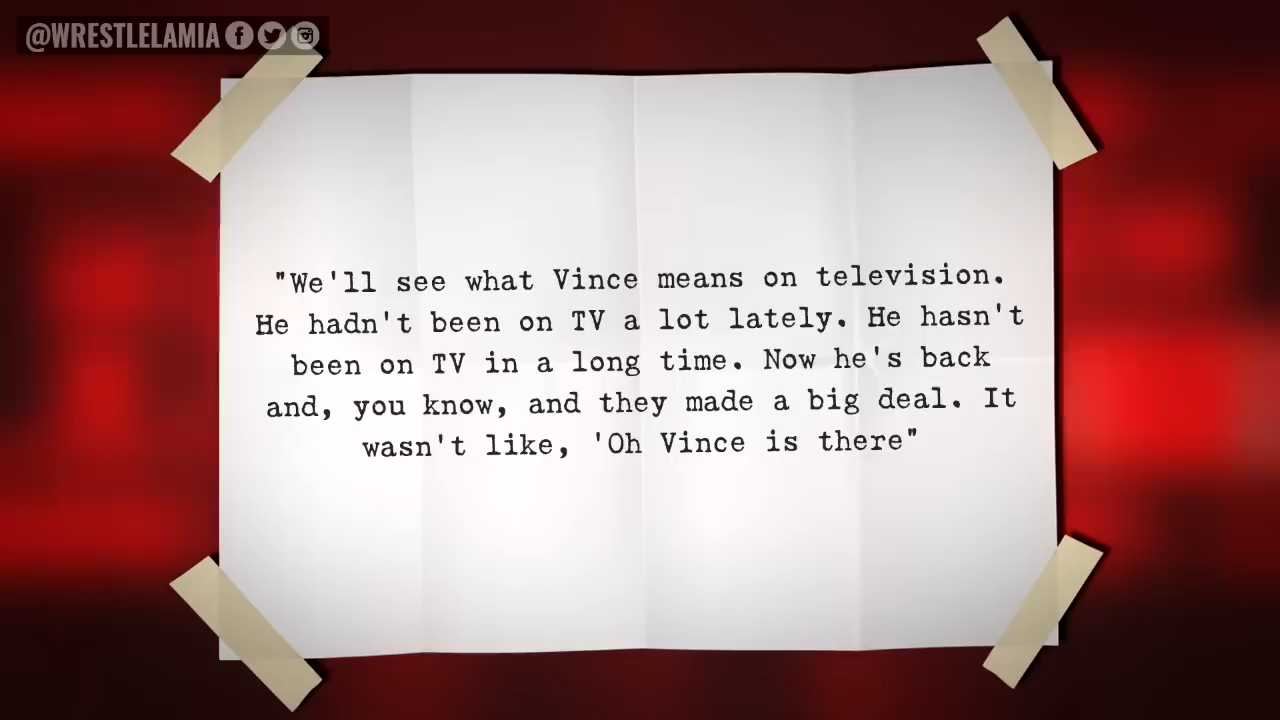 @WRESTLELAMIA
"We'll see what Vince means on television.
He hadn't been on TV a lot lately. He hasn't
been on TV in a long time. Now he's back
and, you know, and they made a big deal. It
wasn't like, 'Oh Vince is there"